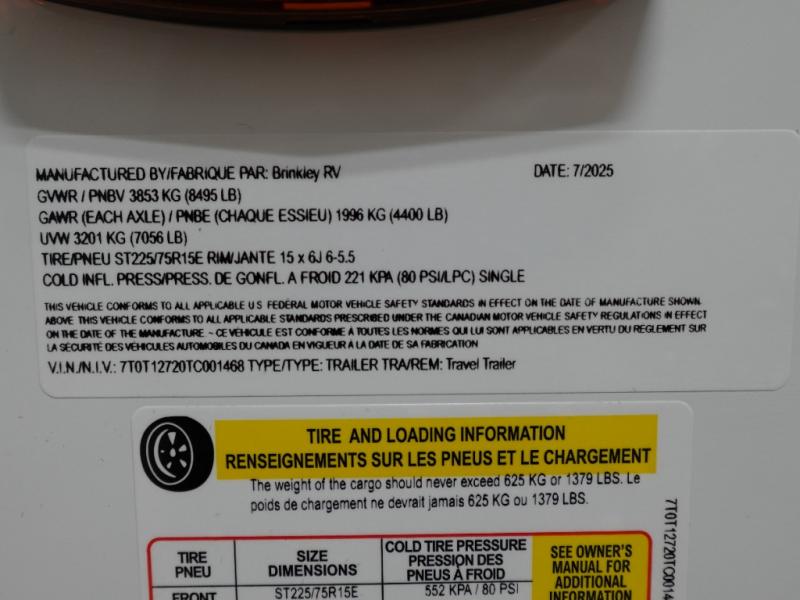 MANUFACTURED BY/FABRIQUE PAR: Brinkley RV DATE: 7/2025
GVWR / PNBV 3853 KG (8495 LB)
GAWR (EACH AXLE) / PNBE (CHAQUE ESSIEU) 1996 KG (4400 LB)
UVW 3201 KG (7056 LB)
TIRE/PNEU ST225/75R15E RIM/JANTE 15 x 6J 6-5.5
COLD INFL. PRESS/PRESS. DE GONFL. A FROID 221 KPA (80 PSI/LPC) SINGLE
THIS VEHICLE CONFORMS TO ALL APPLICABLE U S FEDERAL MOTOR VEHICLE SAFETY STANDARDS IN EFFECT ON THE DATE OF MANUFACTURE SHOWN.
ABOVE THIS VEHICLE CONFORMS TO ALL APPLICABLE STANDARDS PRESCRIBED UNDER THE CANADIAN MOTOR VEHICLE SAFETY REGULATIONS IN EFFECT
ON THE DATE OF THE MANUFACTURE. ~ CE VEHICULE EST CONFORME A TOUTES LES NORMES QUI LUI SONT APPLICABLES EN VERTU DU REGLEMENT SUR
LA SÉCURITÉ DES VEHICULES AUTOMOBILES DU CANADA EN VIGUEUR A LA DATE DE SA FABRICATION
V.I.N./N.I.V.: 7T0T12720TC001468 TYPE/TYPE: TRAILER TRA/REM: Travel Trailer
TIRE AND LOADING INFORMATION
RENSEIGNEMENTS SUR LES PNEUS ET LE CHARGEMENT
The weight of the cargo should never exceed 625 KG or 1379 LBS. Le
poids de chargement ne devrait jamais 625 KG ou 1379 LBS.
TIRE
PNEU
SIZE
DIMENSIONS
COLD TIRE PRESSURE
PRESSION DES
PNEUS À FROID
SEE OWNER'S
MANUAL FOR
ADDITIONAL
INFORMATION
FRONT
ST225/75R15E
552 KPA / 80 PSI
7T0T12720TC0014